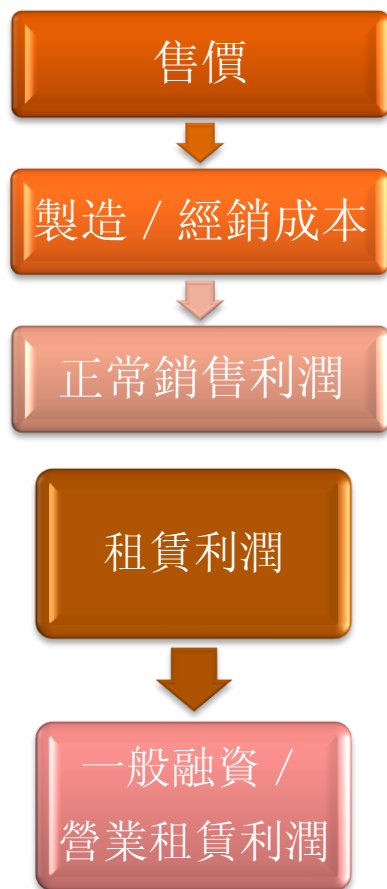 售價
製造 / 經銷成本
正常銷售利潤
租賃利潤
一般融資 /
營業租賃利潤